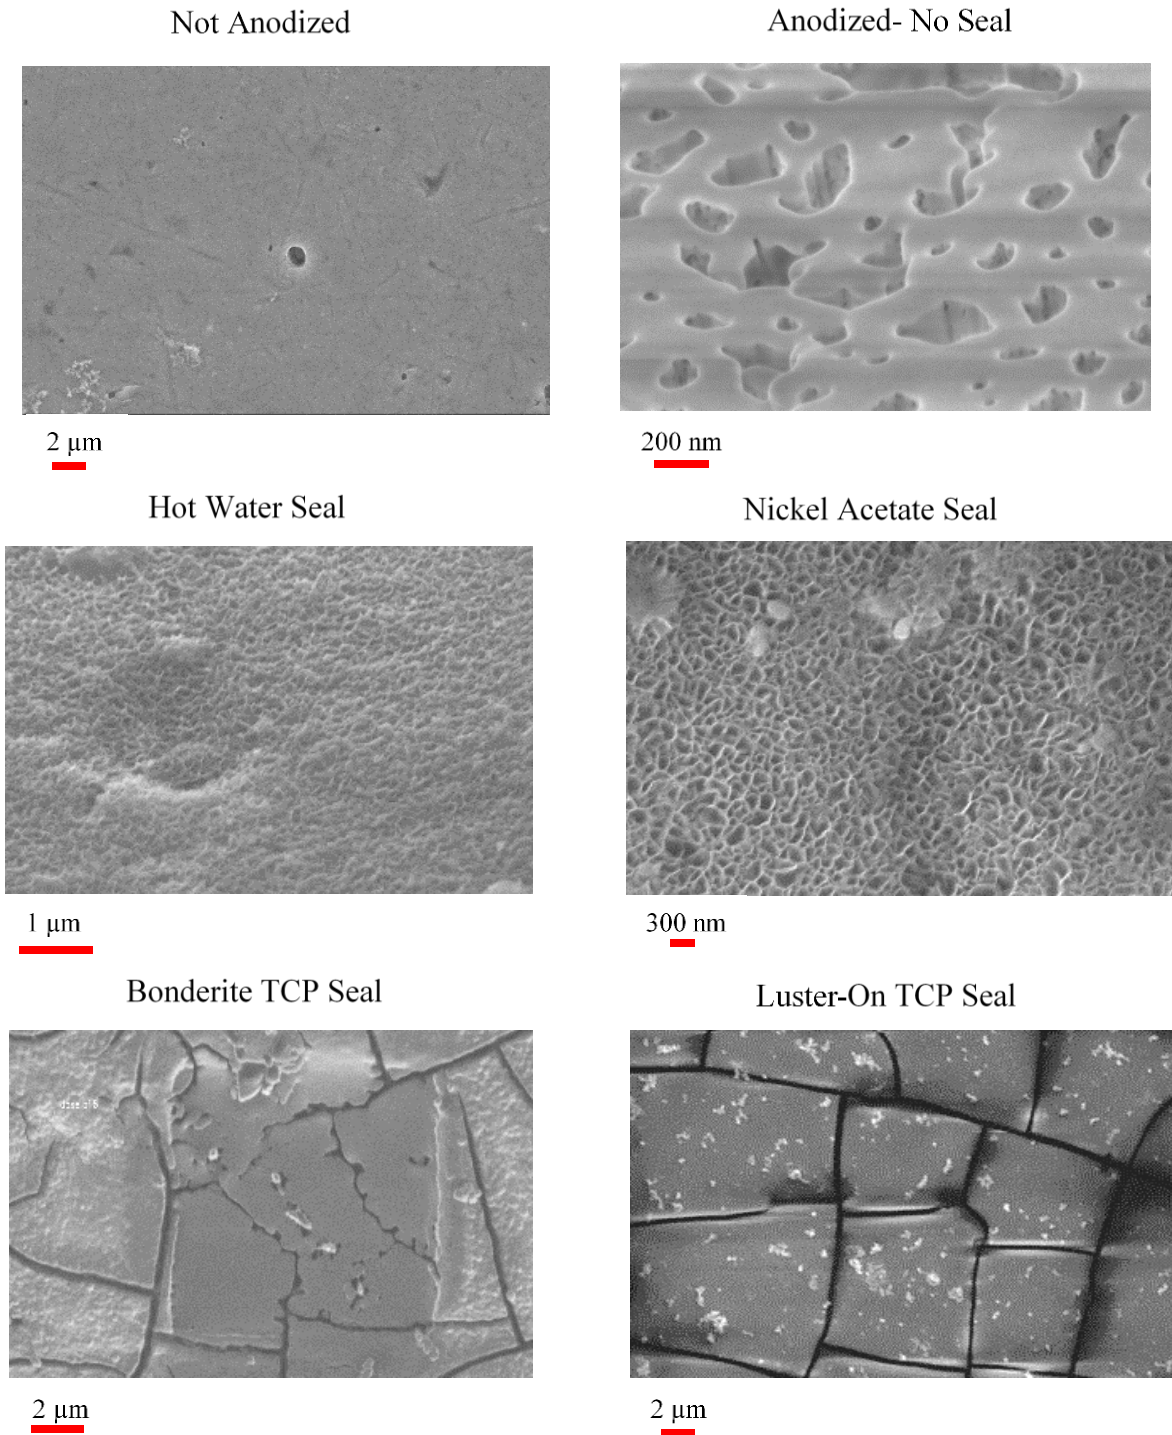 Not Anodized
Anodized- No Seal
2 µm
200 nm
Hot Water Seal
Nickel Acetate Seal
1 µm
300 nm
Bonderite TCP Seal
Luster-On TCP Seal
2 µm
2 µm